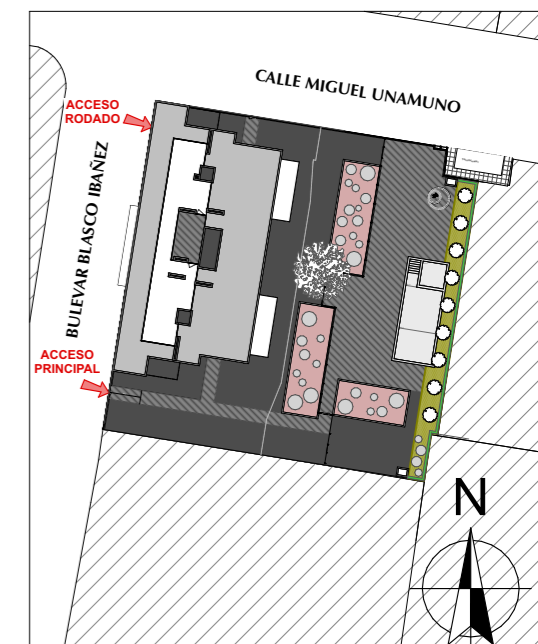 CALLE MIGUEL UNAMUNO
ACCESO
RODADO
BULEVAR BLASCO IBAÑEZ
ACCESO
PRINCIPAL
N